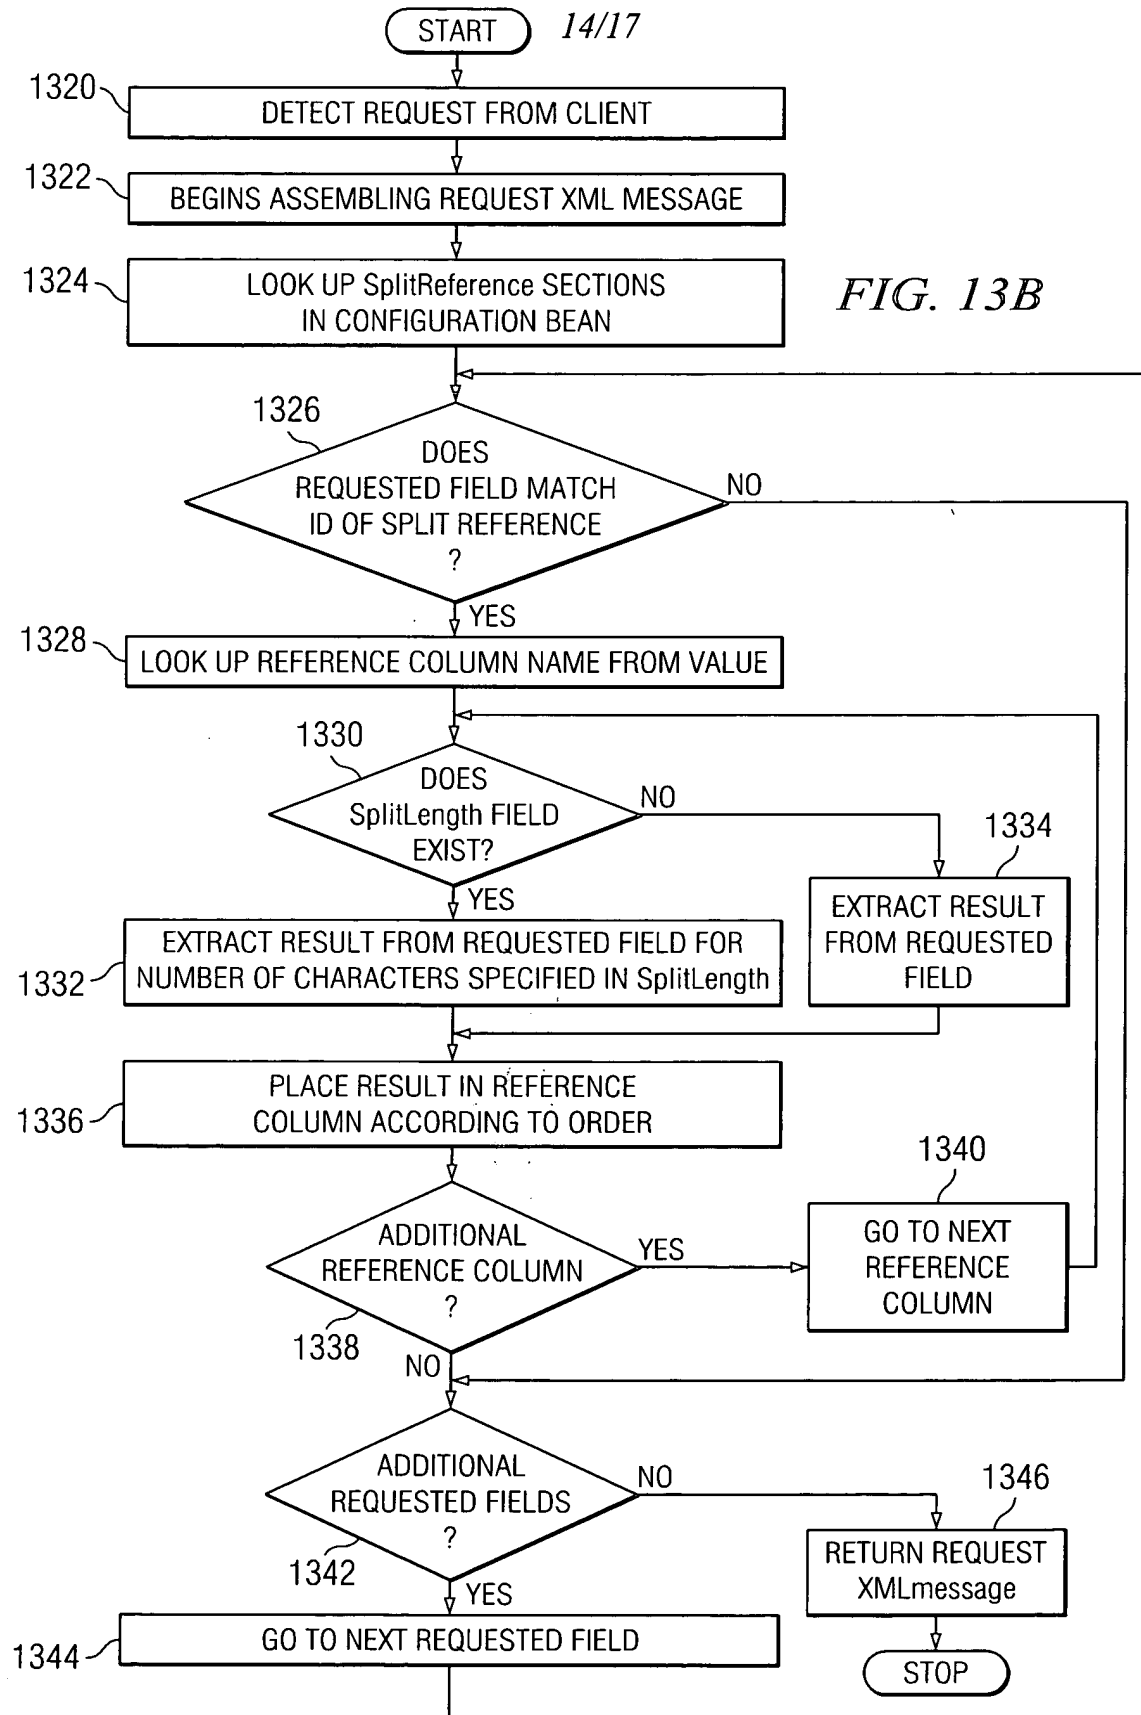 START
14/17
1320
DETECT REQUEST FROM CLIENT
1322
BEGINS ASSEMBLING REQUEST XML MESSAGE
1324
LOOK UP SplitReference SECTIONS
IN CONFIGURATION BEAN
FIG. 13B
1326
DOES
REQUESTED FIELD MATCH
ID OF SPLIT REFERENCE
?
NO
YES
1328
LOOK UP REFERENCE COLUMN NAME FROM VALUE
1330
DOES
SplitLength FIELD
EXIST?
NO
YES
1334
EXTRACT RESULT
FROM REQUESTED
FIELD
1332
EXTRACT RESULT FROM REQUESTED FIELD FOR
NUMBER OF CHARACTERS SPECIFIED IN SplitLength
1336
PLACE RESULT IN REFERENCE
COLUMN ACCORDING TO ORDER
1338
ADDITIONAL
REFERENCE COLUMN
?
YES
NO
1340
GO TO NEXT
REFERENCE
COLUMN
1342
ADDITIONAL
REQUESTED FIELDS
?
NO
YES
1346
RETURN REQUEST
XMLmessage
1344
GO TO NEXT REQUESTED FIELD
STOP